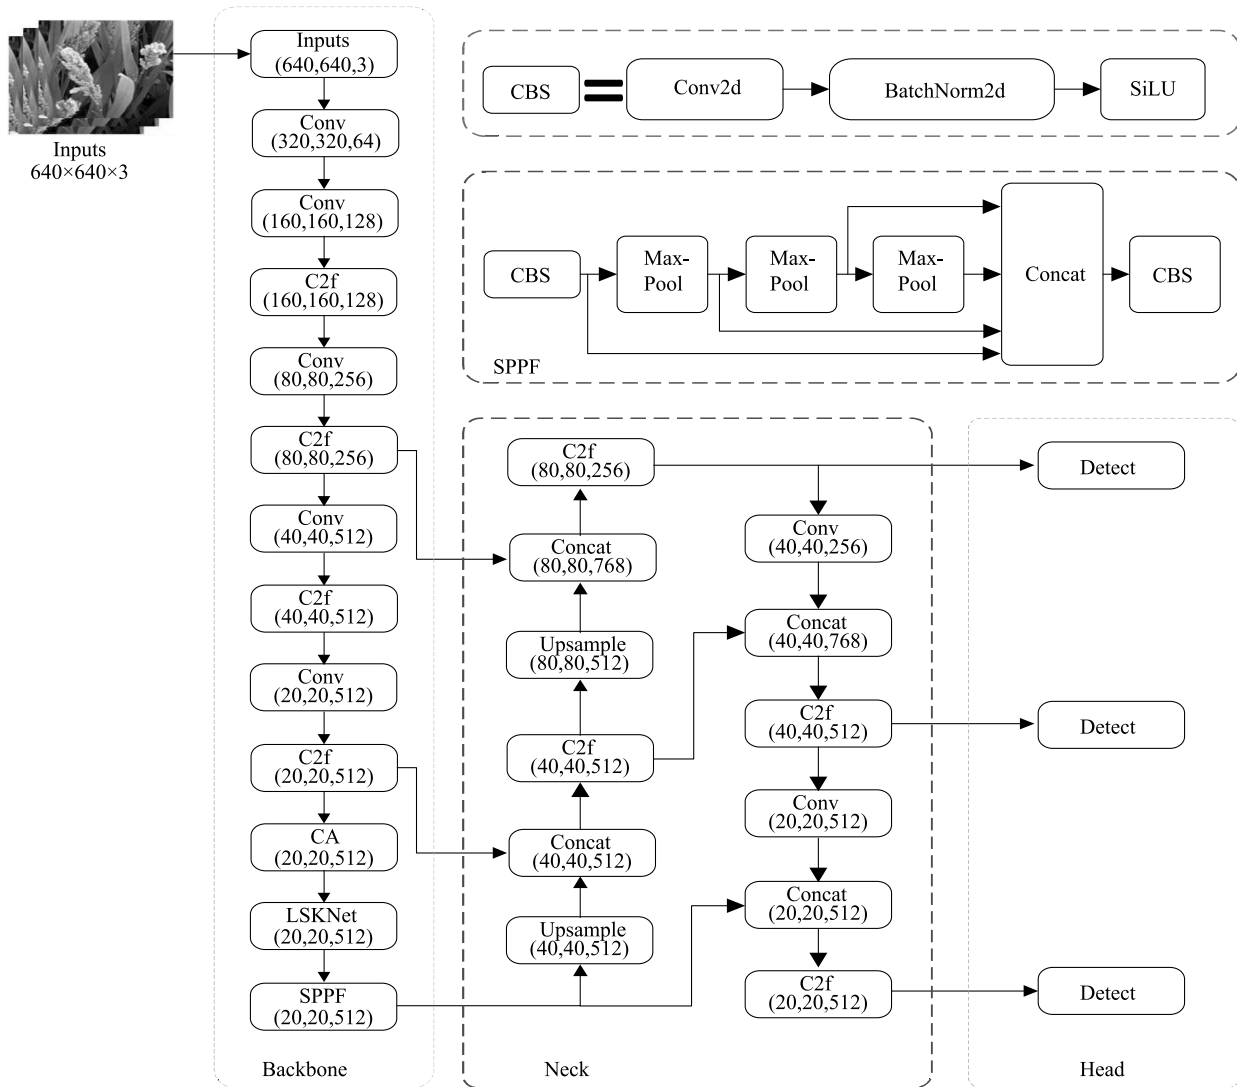 Inputs
640×640×3
Inputs
(640,640,3)
Conv
(320,320,64)
Conv
(160,160,128)
C2f
(160,160,128)
Conv
(80,80,256)
C2f
(80,80,256)
Conv
(40,40,512)
C2f
(40,40,512)
Conv
(20,20,512)
C2f
(20,20,512)
CA
(20,20,512)
LSKNet
(20,20,512)
SPPF
(20,20,512)
Backbone
CBS
Conv2d
BatchNorm2d
SiLU
CBS
Max-
Pool
Max-
Pool
Max-
Pool
Concat
CBS
SPPF
C2f
(80,80,256)
Concat
(80,80,768)
Upsample
(80,80,512)
C2f
(40,40,512)
Concat
(40,40,512)
Upsample
(40,40,512)
Conv
(40,40,256)
Concat
(40,40,768)
C2f
(40,40,512)
Conv
(20,20,512)
Concat
(20,20,512)
C2f
(20,20,512)
Neck
Detect
Detect
Detect
Head